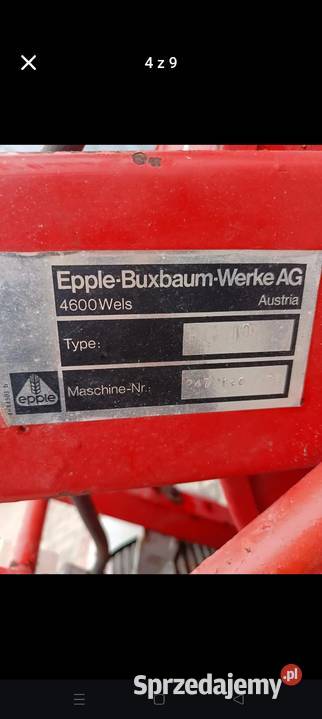 4 z 9
Epple-Buxbaum-Werke AG
4600 Wels
Austria
Type:
Maschine-Nr.:
epple
Sprzedajemy.pl